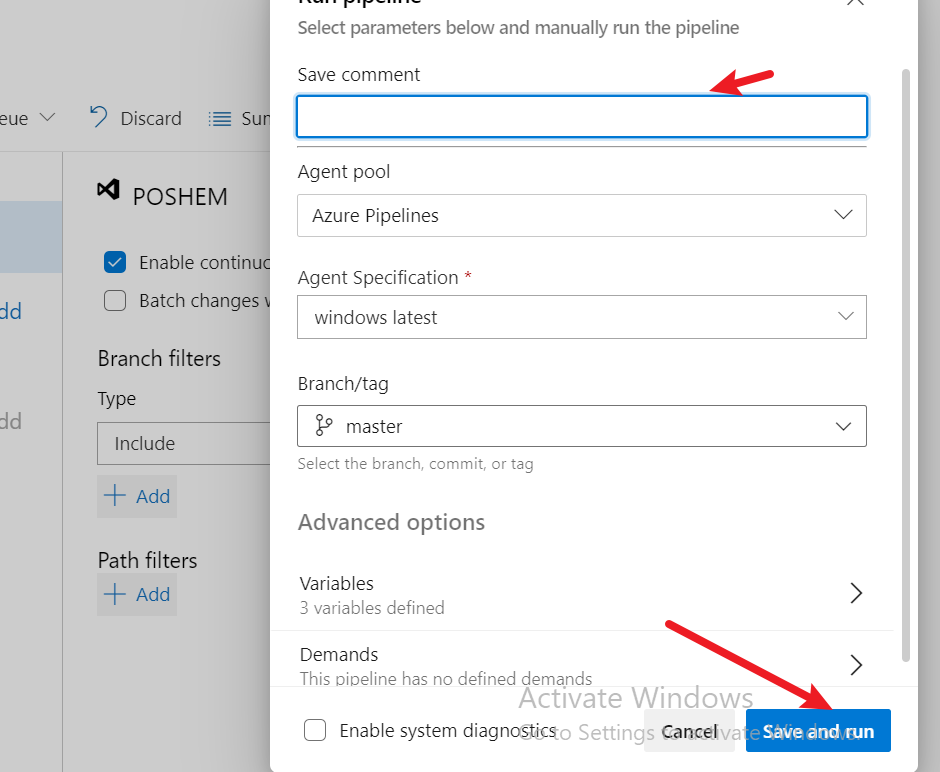 Run pipeline
Select parameters below and manually run the pipeline
Save comment
eue
Discard
Sum
Agent pool
POSHEM
Azure Pipelines
Enable continuo
Agent Specification *
Batch changes w
dd
windows latest
Branch filters
Type
Branch/tag
dd
Include
master
Select the branch, commit, or tag
Add
Advanced options
Path filters
Add
Variables
3 variables defined
Demands
This pipeline has no defined demands
Activate Windows
Go to Settings to activate Windows.
Enable system diagnostics
Cancel
Save and run